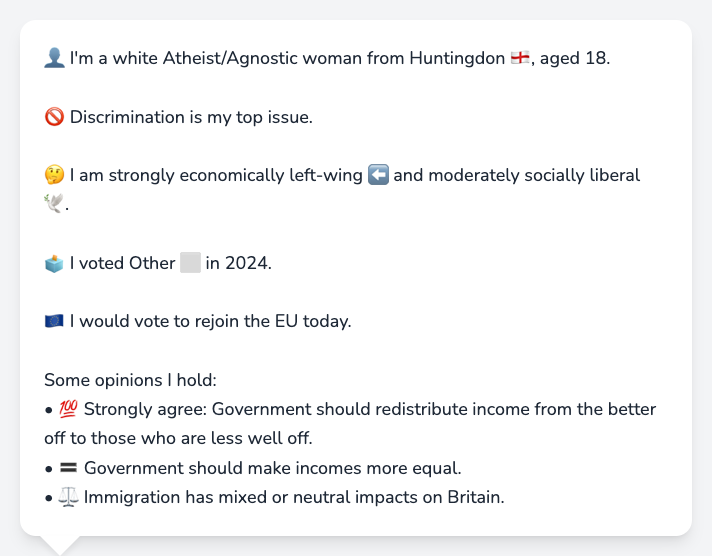 👤 I'm a white Atheist/Agnostic woman from Huntingdon 🏴󠁧󠁢󠁥󠁮󠁧󠁿, aged 18.
🚫 Discrimination is my top issue.
🤔 I am strongly economically left-wing ⬅️ and moderately socially liberal
🕊️.
🗳️ I voted Other ⬜ in 2024.
🇪🇺 I would vote to rejoin the EU today.
Some opinions I hold:
• 💯 Strongly agree: Government should redistribute income from the better
off to those who are less well off.
• 🟰 Government should make incomes more equal.
• ⚖️ Immigration has mixed or neutral impacts on Britain.